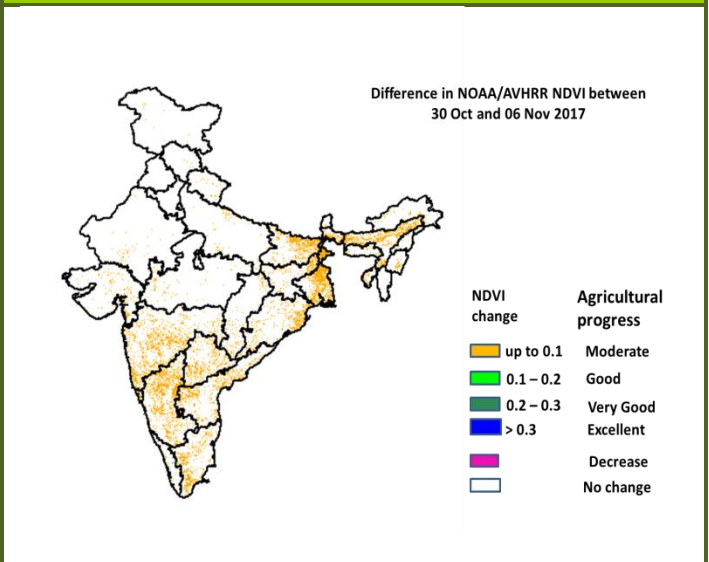 Difference in NOAA/AVHRR NDVI between
30 Oct and 06 Nov 2017
NDVI change
Agricultural progress
up to 0.1 Moderate
0.1 – 0.2 Good
0.2 – 0.3 Very Good
> 0.3 Excellent
Decrease
No change